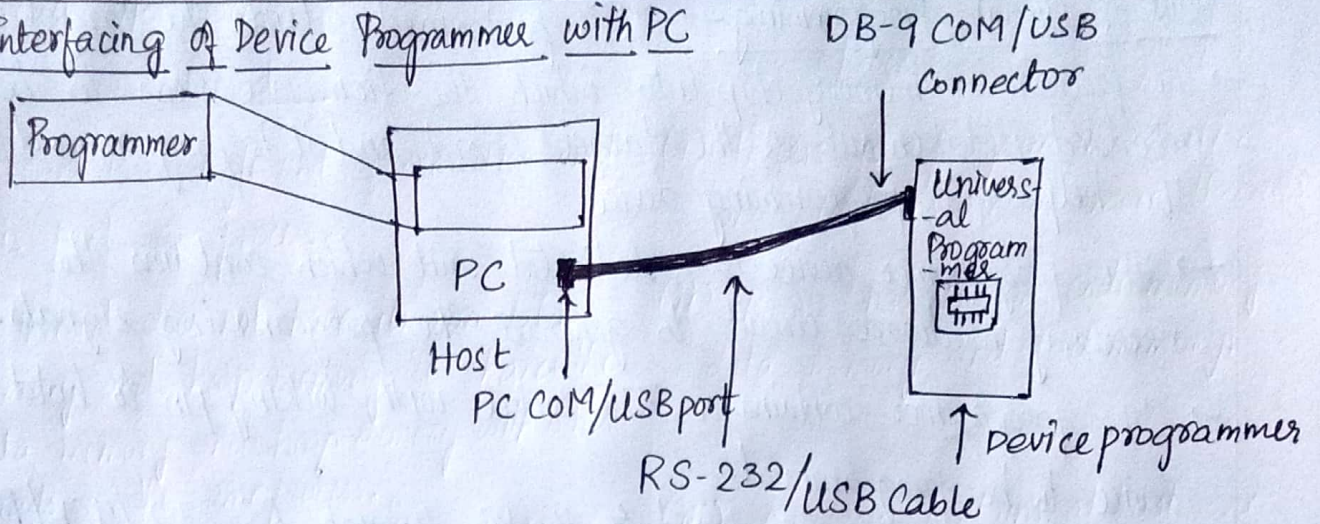 nterfacing of Device Programmer with PC
DB-9 COM/USB
Connector
Programmer
Univers-
-al
Program
-mer
PC
Host
PC COM/USB port
RS-232/USB Cable
Device programmer